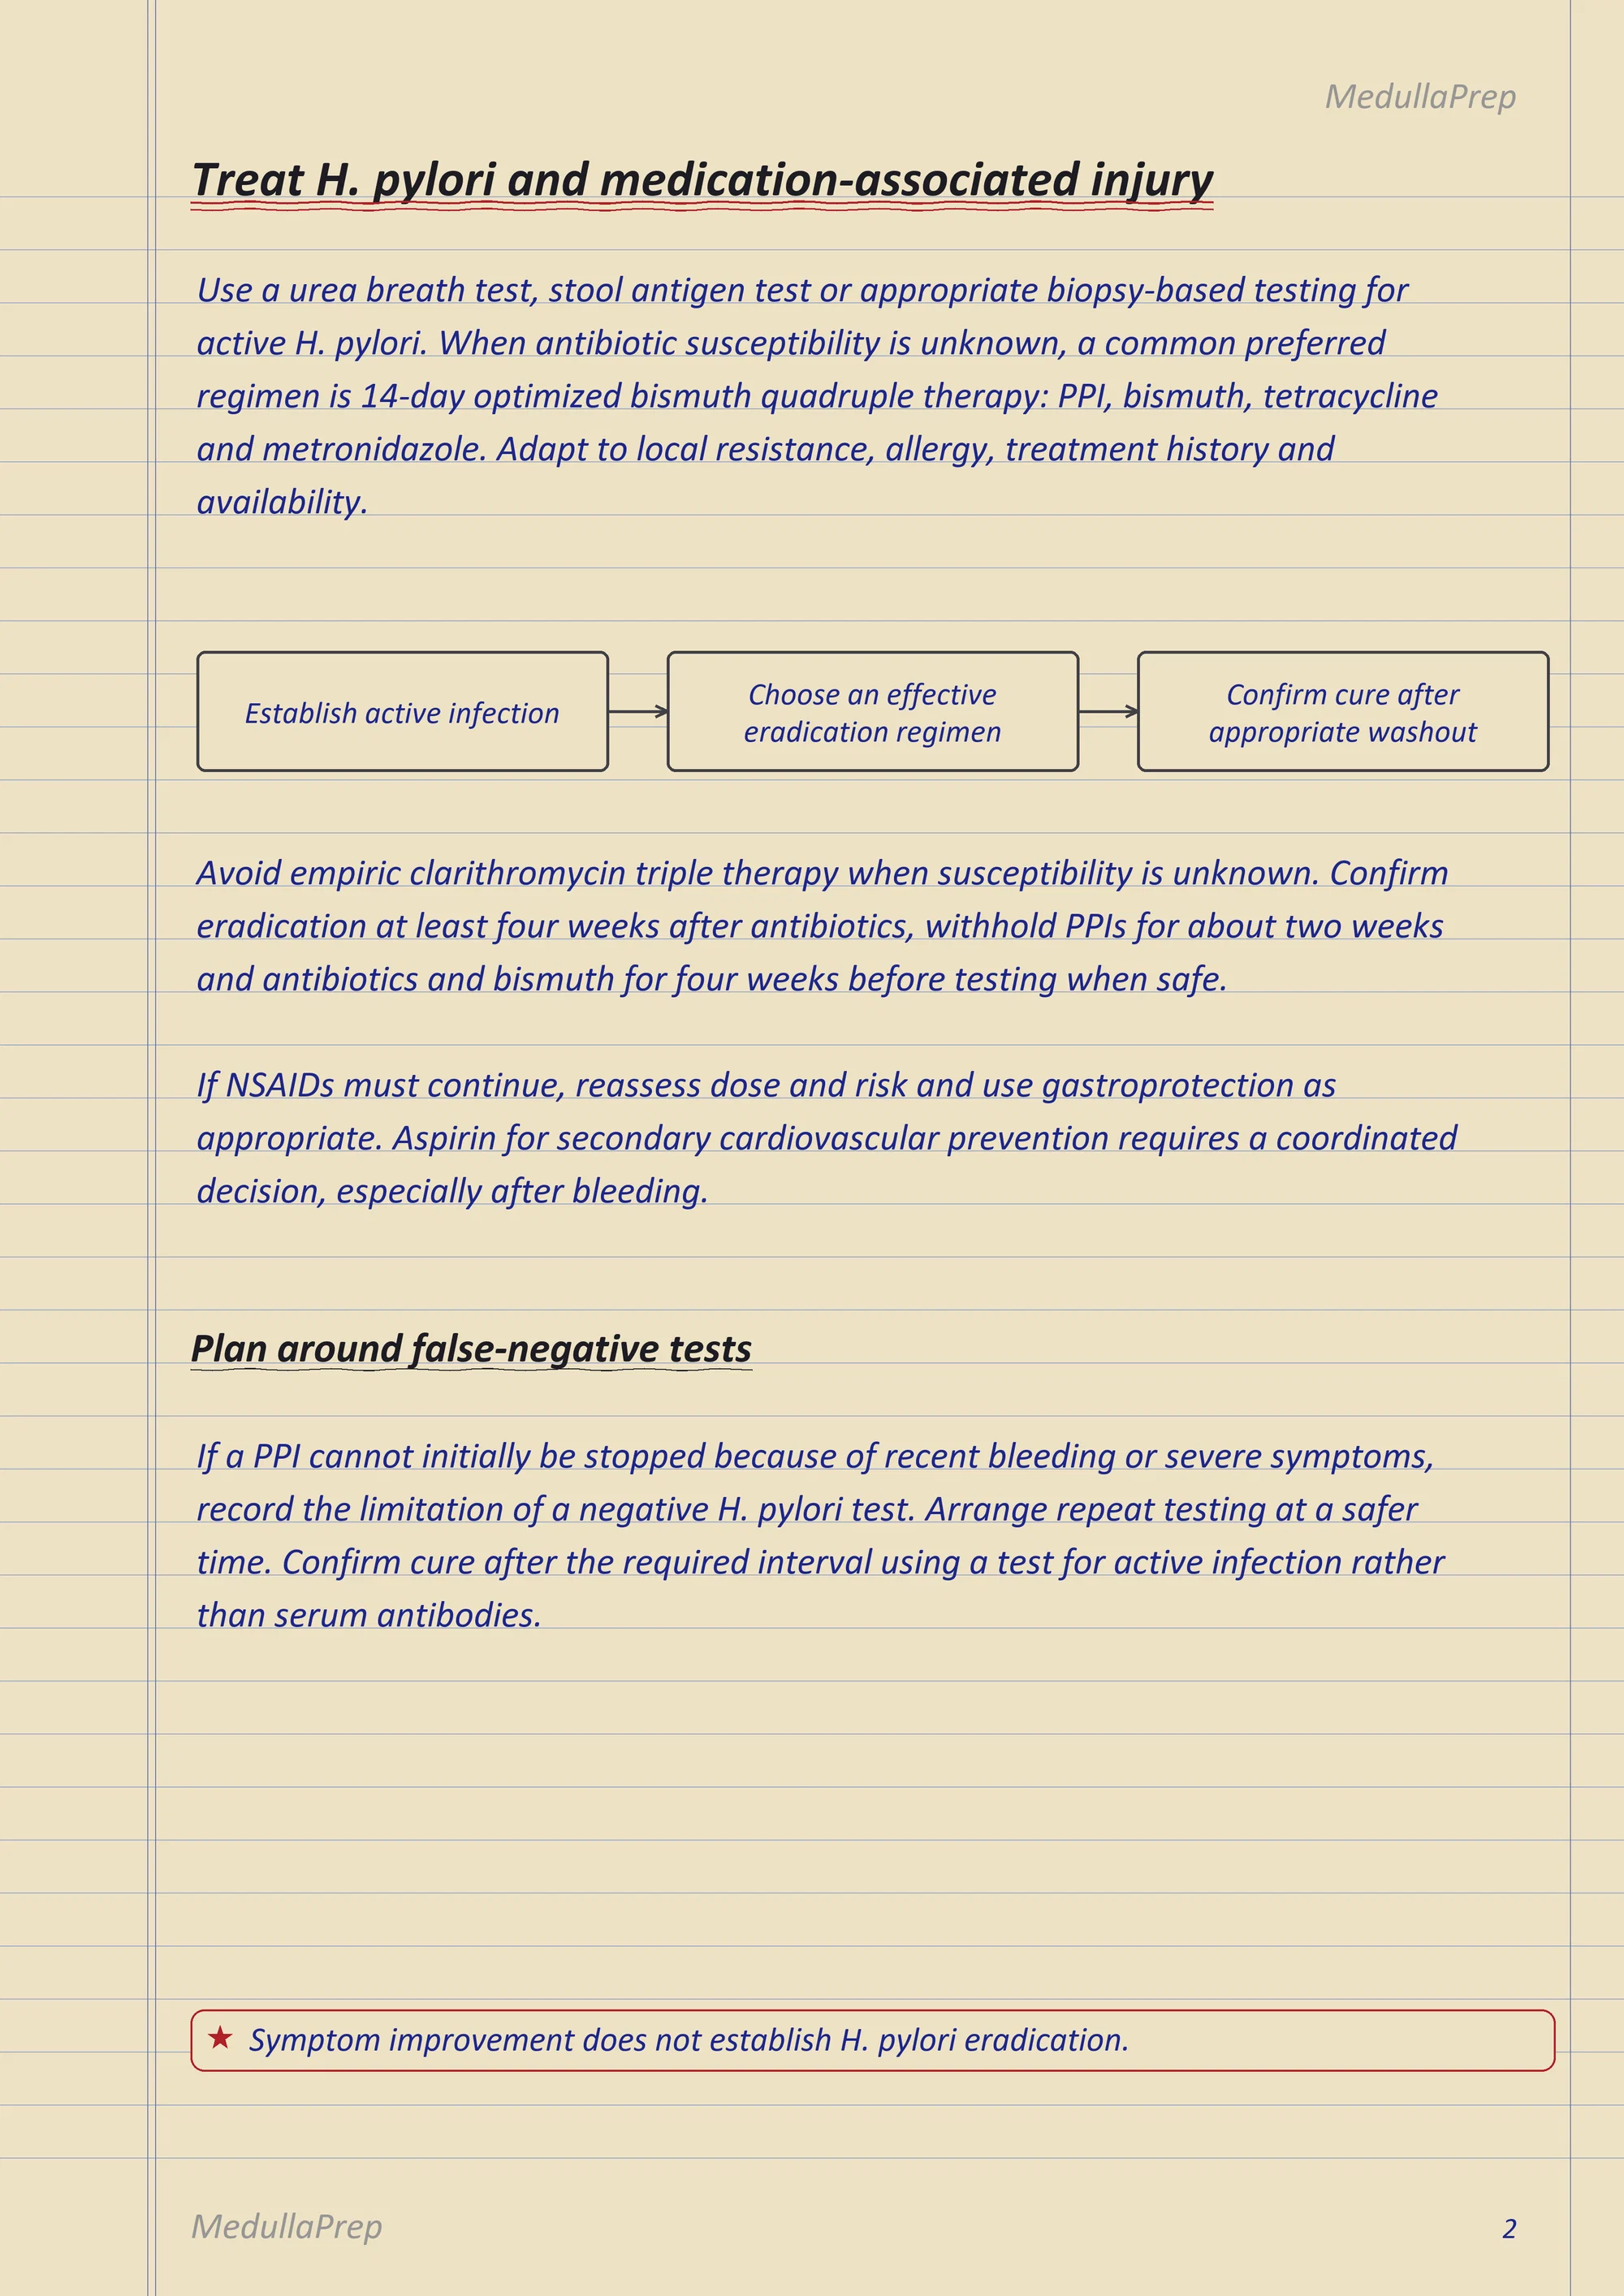 MedullaPrep
Treat H. pylori and medication-associated injury
Use a urea breath test, stool antigen test or appropriate biopsy-based testing for
active H. pylori. When antibiotic susceptibility is unknown, a common preferred
regimen is 14-day optimized bismuth quadruple therapy: PPI, bismuth, tetracycline
and metronidazole. Adapt to local resistance, allergy, treatment history and
availability.
Establish active infection
Choose an effective
eradication regimen
Confirm cure after
appropriate washout
Avoid empiric clarithromycin triple therapy when susceptibility is unknown. Confirm
eradication at least four weeks after antibiotics, withhold PPIs for about two weeks
and antibiotics and bismuth for four weeks before testing when safe.
If NSAIDs must continue, reassess dose and risk and use gastroprotection as
appropriate. Aspirin for secondary cardiovascular prevention requires a coordinated
decision, especially after bleeding.
Plan around false-negative tests
If a PPI cannot initially be stopped because of recent bleeding or severe symptoms,
record the limitation of a negative H. pylori test. Arrange repeat testing at a safer
time. Confirm cure after the required interval using a test for active infection rather
than serum antibodies.
★ Symptom improvement does not establish H. pylori eradication.
MedullaPrep
2